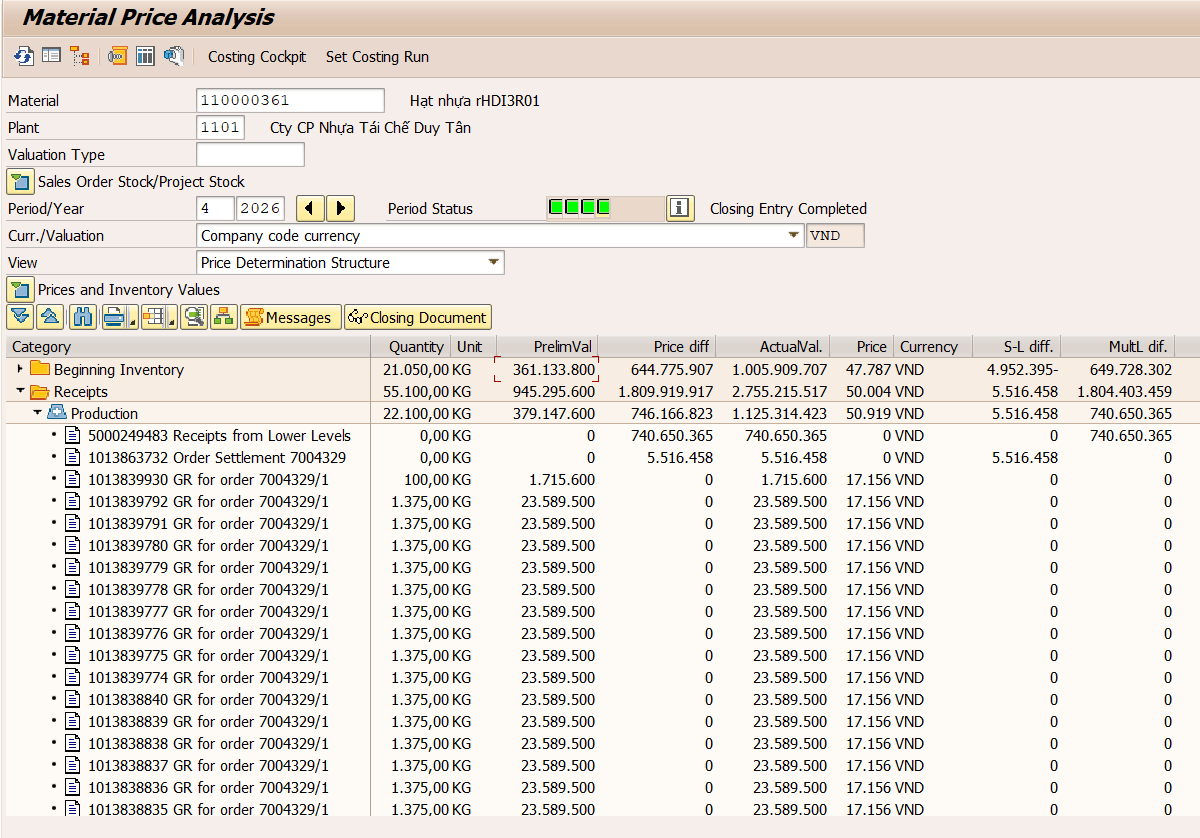 Material Price Analysis
Costing Cockpit Set Costing Run
Material 110000361 Hạt nhựa rHDI3R01
Plant 1101 Cty CP Nhựa Tái Chế Duy Tân
Valuation Type
Sales Order Stock/Project Stock
Period/Year 4 2026 Period Status Closing Entry Completed
Curr./Valuation Company code currency VND
View Price Determination Structure
Prices and Inventory Values
Messages Closing Document
Category Quantity Unit PrelimVal Price diff ActualVal. Price Currency S-L diff. MultL dif.
Beginning Inventory 21.050,00 KG 361.133.800 644.775.907 1.005.909.707 47.787 VND 4.952.395- 649.728.302
Receipts 55.100,00 KG 945.295.600 1.809.919.917 2.755.215.517 50.004 VND 5.516.458 1.804.403.459
Production 22.100,00 KG 379.147.600 746.166.823 1.125.314.423 50.919 VND 5.516.458 740.650.365
5000249483 Receipts from Lower Levels 0,00 KG 0 740.650.365 740.650.365 0 VND 0 740.650.365
1013863732 Order Settlement 7004329 0,00 KG 0 5.516.458 5.516.458 0 VND 5.516.458 0
1013839930 GR for order 7004329/1 100,00 KG 1.715.600 0 1.715.600 17.156 VND 0 0
1013839792 GR for order 7004329/1 1.375,00 KG 23.589.500 0 23.589.500 17.156 VND 0 0
1013839791 GR for order 7004329/1 1.375,00 KG 23.589.500 0 23.589.500 17.156 VND 0 0
1013839780 GR for order 7004329/1 1.375,00 KG 23.589.500 0 23.589.500 17.156 VND 0 0
1013839779 GR for order 7004329/1 1.375,00 KG 23.589.500 0 23.589.500 17.156 VND 0 0
1013839778 GR for order 7004329/1 1.375,00 KG 23.589.500 0 23.589.500 17.156 VND 0 0
1013839777 GR for order 7004329/1 1.375,00 KG 23.589.500 0 23.589.500 17.156 VND 0 0
1013839776 GR for order 7004329/1 1.375,00 KG 23.589.500 0 23.589.500 17.156 VND 0 0
1013839775 GR for order 7004329/1 1.375,00 KG 23.589.500 0 23.589.500 17.156 VND 0 0
1013839774 GR for order 7004329/1 1.375,00 KG 23.589.500 0 23.589.500 17.156 VND 0 0
1013838840 GR for order 7004329/1 1.375,00 KG 23.589.500 0 23.589.500 17.156 VND 0 0
1013838839 GR for order 7004329/1 1.375,00 KG 23.589.500 0 23.589.500 17.156 VND 0 0
1013838838 GR for order 7004329/1 1.375,00 KG 23.589.500 0 23.589.500 17.156 VND 0 0
1013838837 GR for order 7004329/1 1.375,00 KG 23.589.500 0 23.589.500 17.156 VND 0 0
1013838836 GR for order 7004329/1 1.375,00 KG 23.589.500 0 23.589.500 17.156 VND 0 0
1013838835 GR for order 7004329/1 1.375,00 KG 23.589.500 0 23.589.500 17.156 VND 0 0